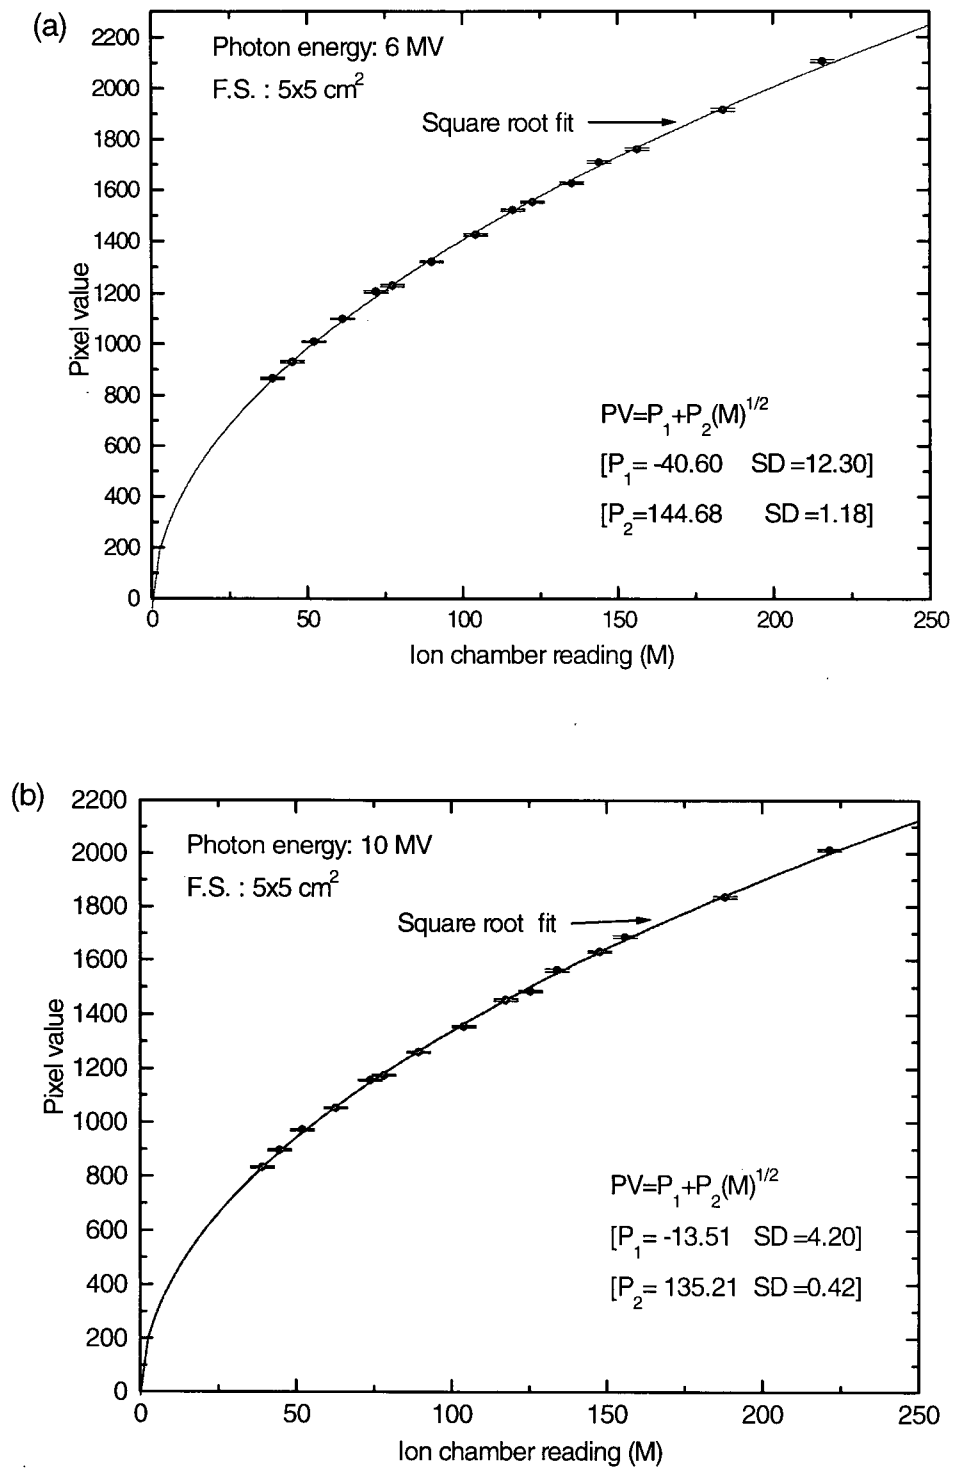 (a)
2200
2000
1800
1600
1400
1200
1000
800
600
400
200
0
Pixel value
Photon energy: 6 MV
F.S. : 5x5 cm²
Square root fit
PV=P₁+P₂(M)^1/2
[P₁= -40.60 SD =12.30]
[P₂=144.68 SD =1.18]
0 50 100 150 200 250
Ion chamber reading (M)
(b)
2200
2000
1800
1600
1400
1200
1000
800
600
400
200
0
Pixel value
Photon energy: 10 MV
F.S. : 5x5 cm²
Square root fit
PV=P₁+P₂(M)^1/2
[P₁= -13.51 SD =4.20]
[P₂= 135.21 SD =0.42]
0 50 100 150 200 250
Ion chamber reading (M)